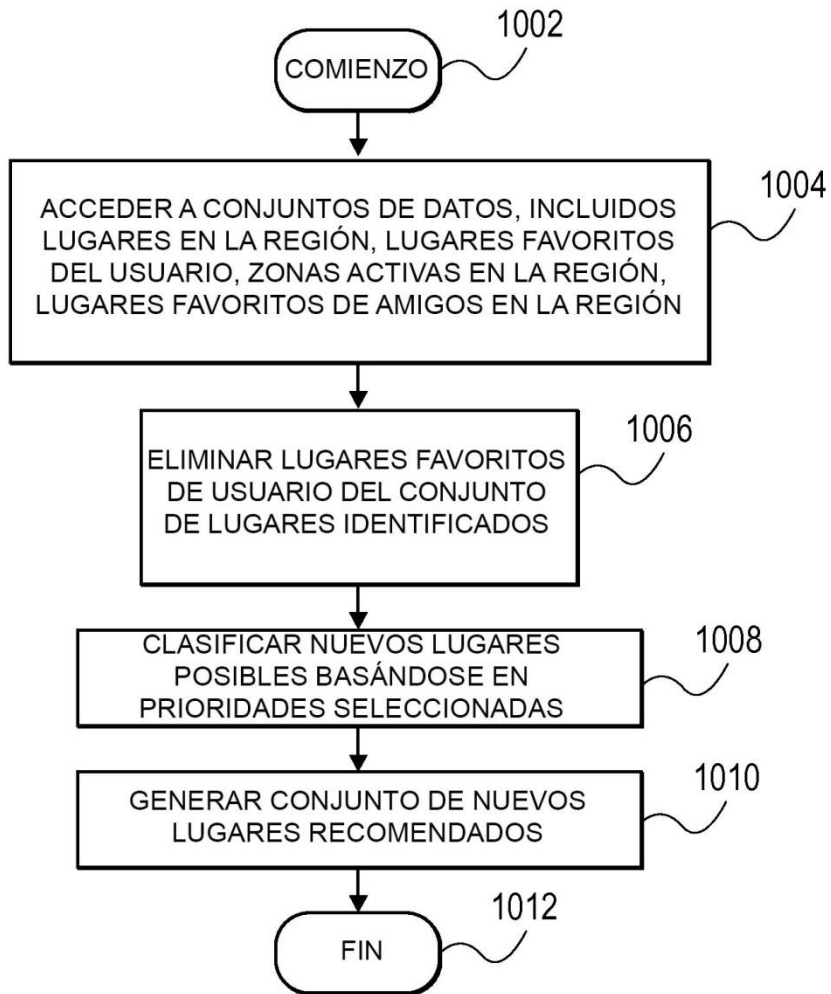 1002
COMIENZO
1004
ACCEDER A CONJUNTOS DE DATOS, INCLUIDOS
LUGARES EN LA REGIÓN, LUGARES FAVORITOS
DEL USUARIO, ZONAS ACTIVAS EN LA REGIÓN,
LUGARES FAVORITOS DE AMIGOS EN LA REGIÓN
1006
ELIMINAR LUGARES FAVORITOS
DE USUARIO DEL CONJUNTO
DE LUGARES IDENTIFICADOS
1008
CLASIFICAR NUEVOS LUGARES
POSIBLES BASÁNDOSE EN
PRIORIDADES SELECCIONADAS
1010
GENERAR CONJUNTO DE NUEVOS
LUGARES RECOMENDADOS
1012
FIN